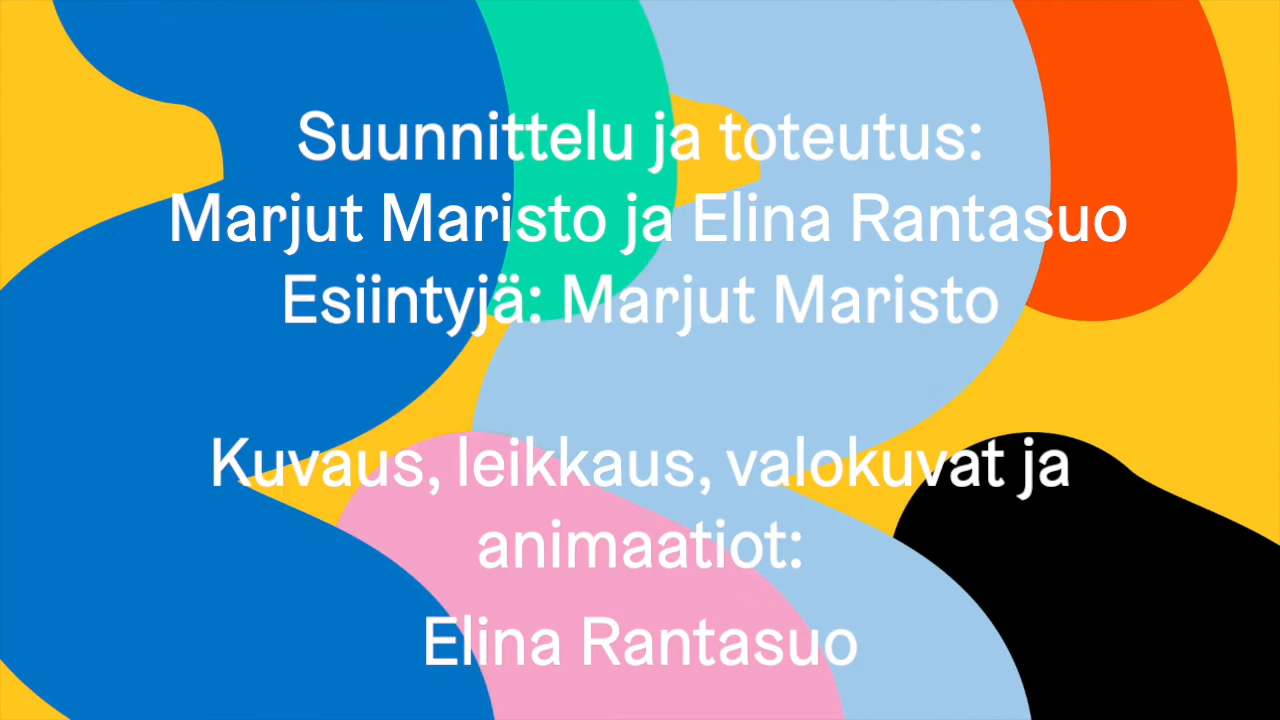 Suunnittelu ja toteutus:
Marjut Maristo ja Elina Rantasuo
Esiintyjä: Marjut Maristo
Kuvaus, leikkaus, valokuvat ja
animaatiot:
Elina Rantasuo